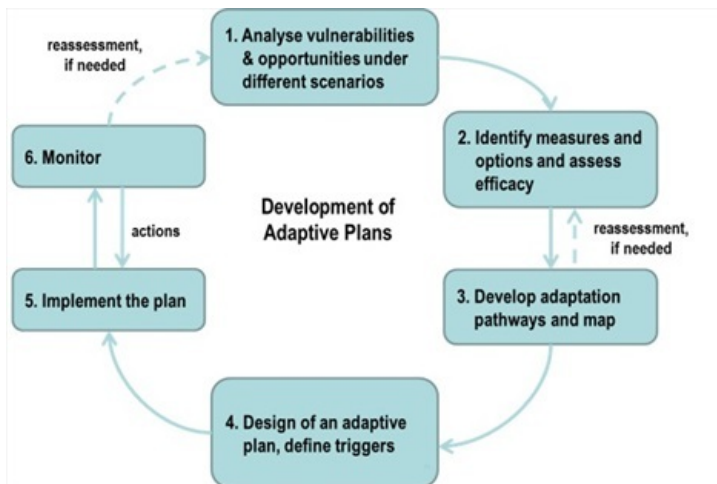 reassessment,
if needed
1. Analyse vulnerabilities
& opportunities under
different scenarios
2. Identify measures and
options and assess
efficacy
reassessment,
if needed
3. Develop adaptation
pathways and map
4. Design of an adaptive
plan, define triggers
5. Implement the plan
actions
6. Monitor
Development of
Adaptive Plans